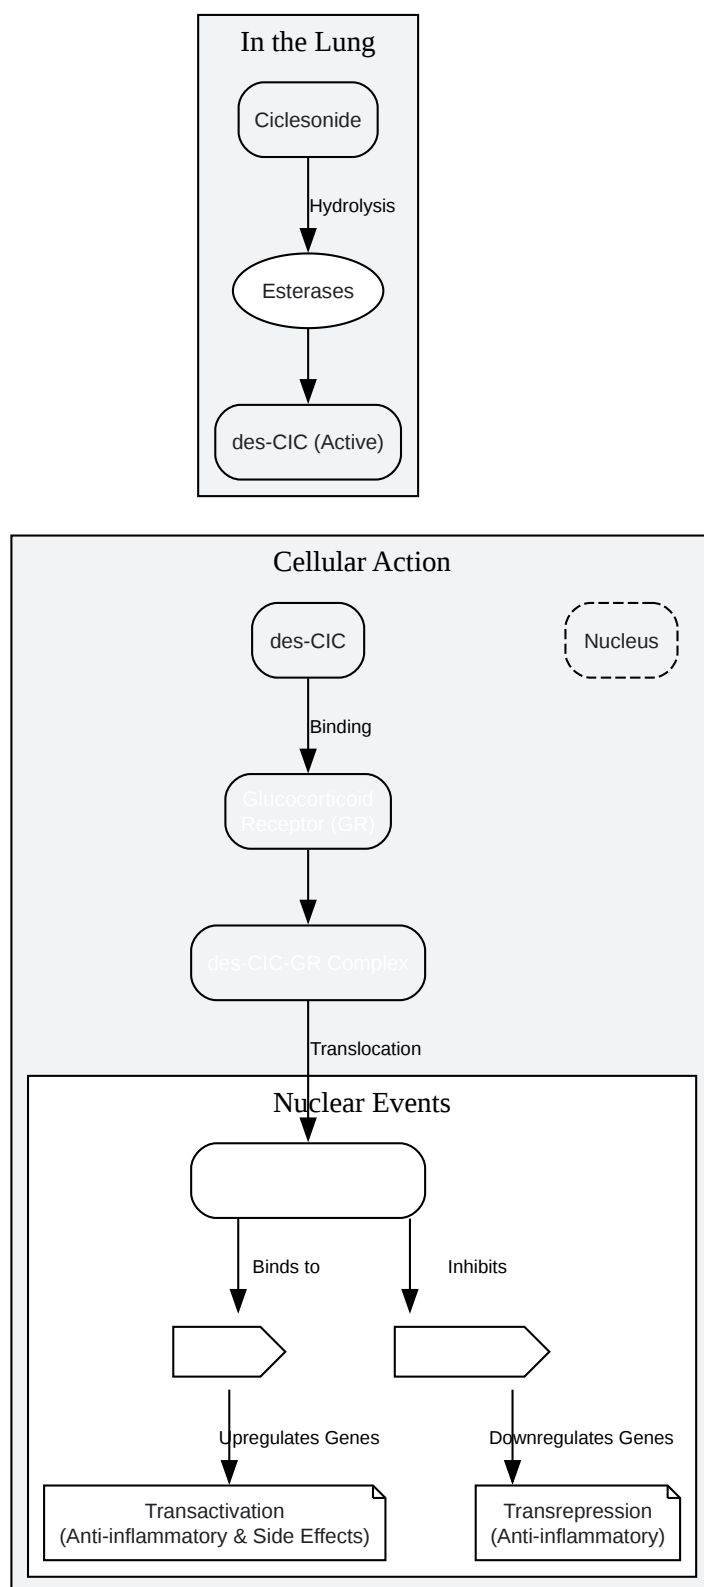 In the Lung
Ciclesonide
Hydrolysis
Esterases
des-CIC (Active)
Cellular Action
des-CIC
Nucleus
Binding
Glucocorticoid
Receptor (GR)
des-CIC-GR Complex
Translocation
Nuclear Events
Binds to
Inhibits
Upregulates Genes
Downregulates Genes
Transactivation
(Anti-inflammatory & Side Effects)
Transrepression
(Anti-inflammatory)